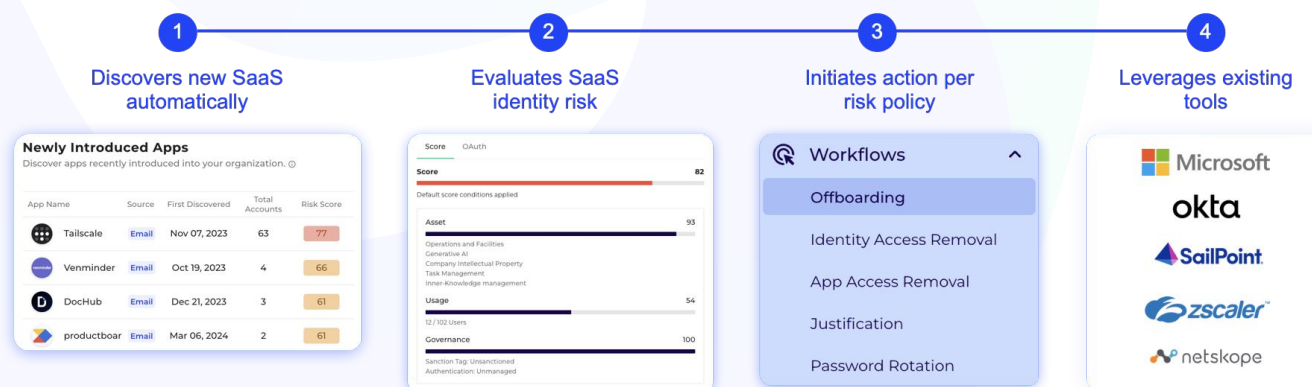 1
2
3
4
Discovers new SaaS
automatically
Evaluates SaaS
identity risk
Initiates action per
risk policy
Leverages existing
tools
Newly Introduced Apps
Discover apps recently introduced into your organization.
App Name Source First Discovered Total Accounts Risk Score
Tailscale Email Nov 07, 2023 63 77
Venminder Email Oct 19, 2023 4 66
D DocHub Email Dec 21, 2023 3 61
productboar Email Mar 06, 2024 2 61
Score OAuth
Score 82
Default score conditions applied
Asset 93
Operations and Facilities
Generative AI
Company Intellectual Property
Task Management
Inner-Knowledge management
Usage 54
12 / 102 Users
Governance 100
Sanction Tag: Unsanctioned
Authentication: Unmanaged
Workflows
Offboarding
Identity Access Removal
App Access Removal
Justification
Password Rotation
Microsoft
okta
SailPoint
zscaler
netskope